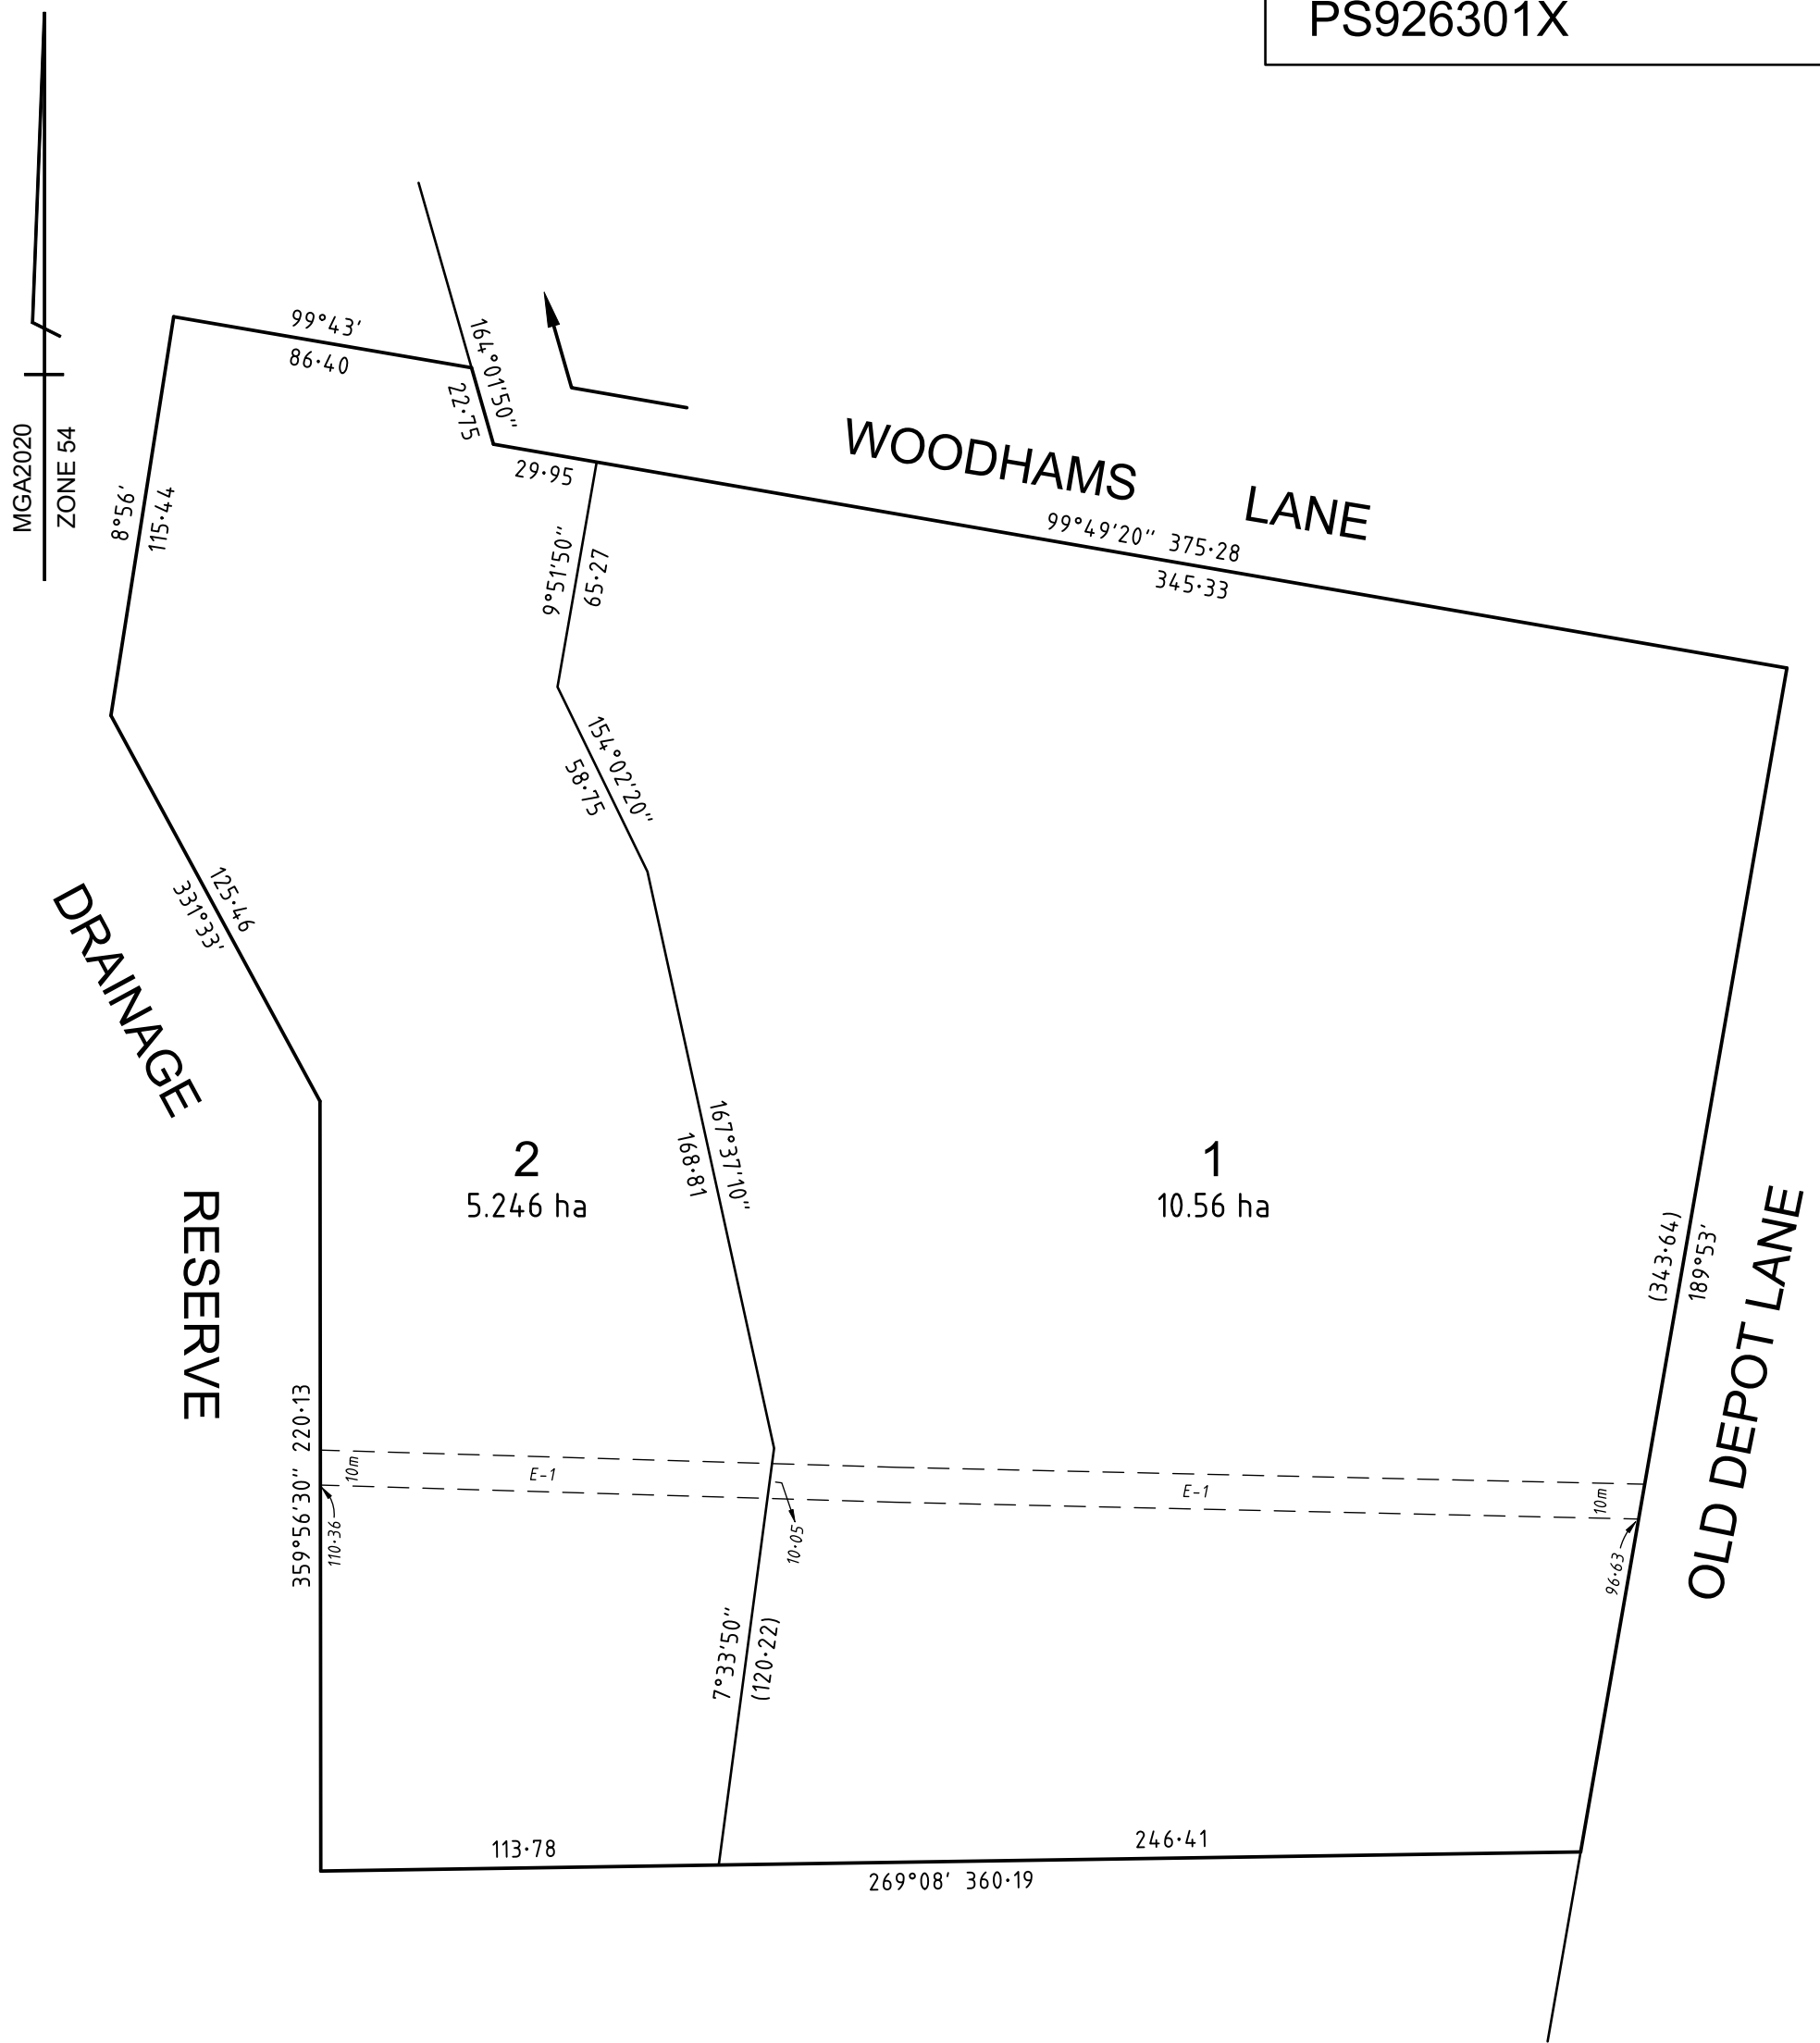 PS926301X
MGA2020
ZONE 54
99°43'
86·40
164°01'50"
22·75
29·95
WOODHAMS LANE
99°49'20" 375·28
345·33
8°56'
115·44
9°51'50"
65·27
154°02'20"
58·75
125·46
331°33'
DRAINAGE
RESERVE
167°37'10"
168·81
2
5.246 ha
1
10.56 ha
(343·64)
189°53'
OLD DEPOT LANE
359°56'30" 220·13
10m
E-1
E-1
10m
110·36
10·05
96·63
7°33'50"
(120·22)
113·78
246·41
269°08' 360·19